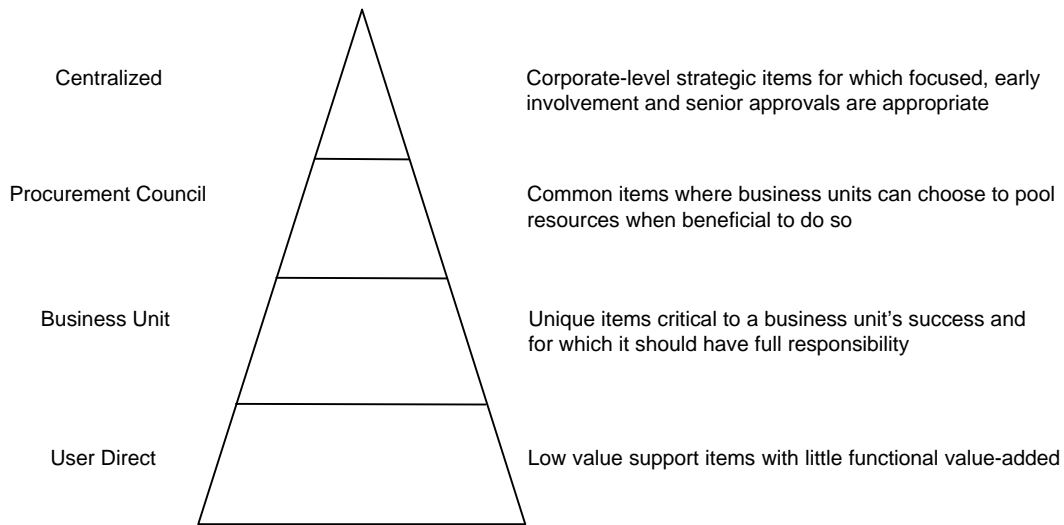 Centralized
Corporate-level strategic items for which focused, early
involvement and senior approvals are appropriate
Procurement Council
Common items where business units can choose to pool
resources when beneficial to do so
Business Unit
Unique items critical to a business unit’s success and
for which it should have full responsibility
User Direct
Low value support items with little functional value-added